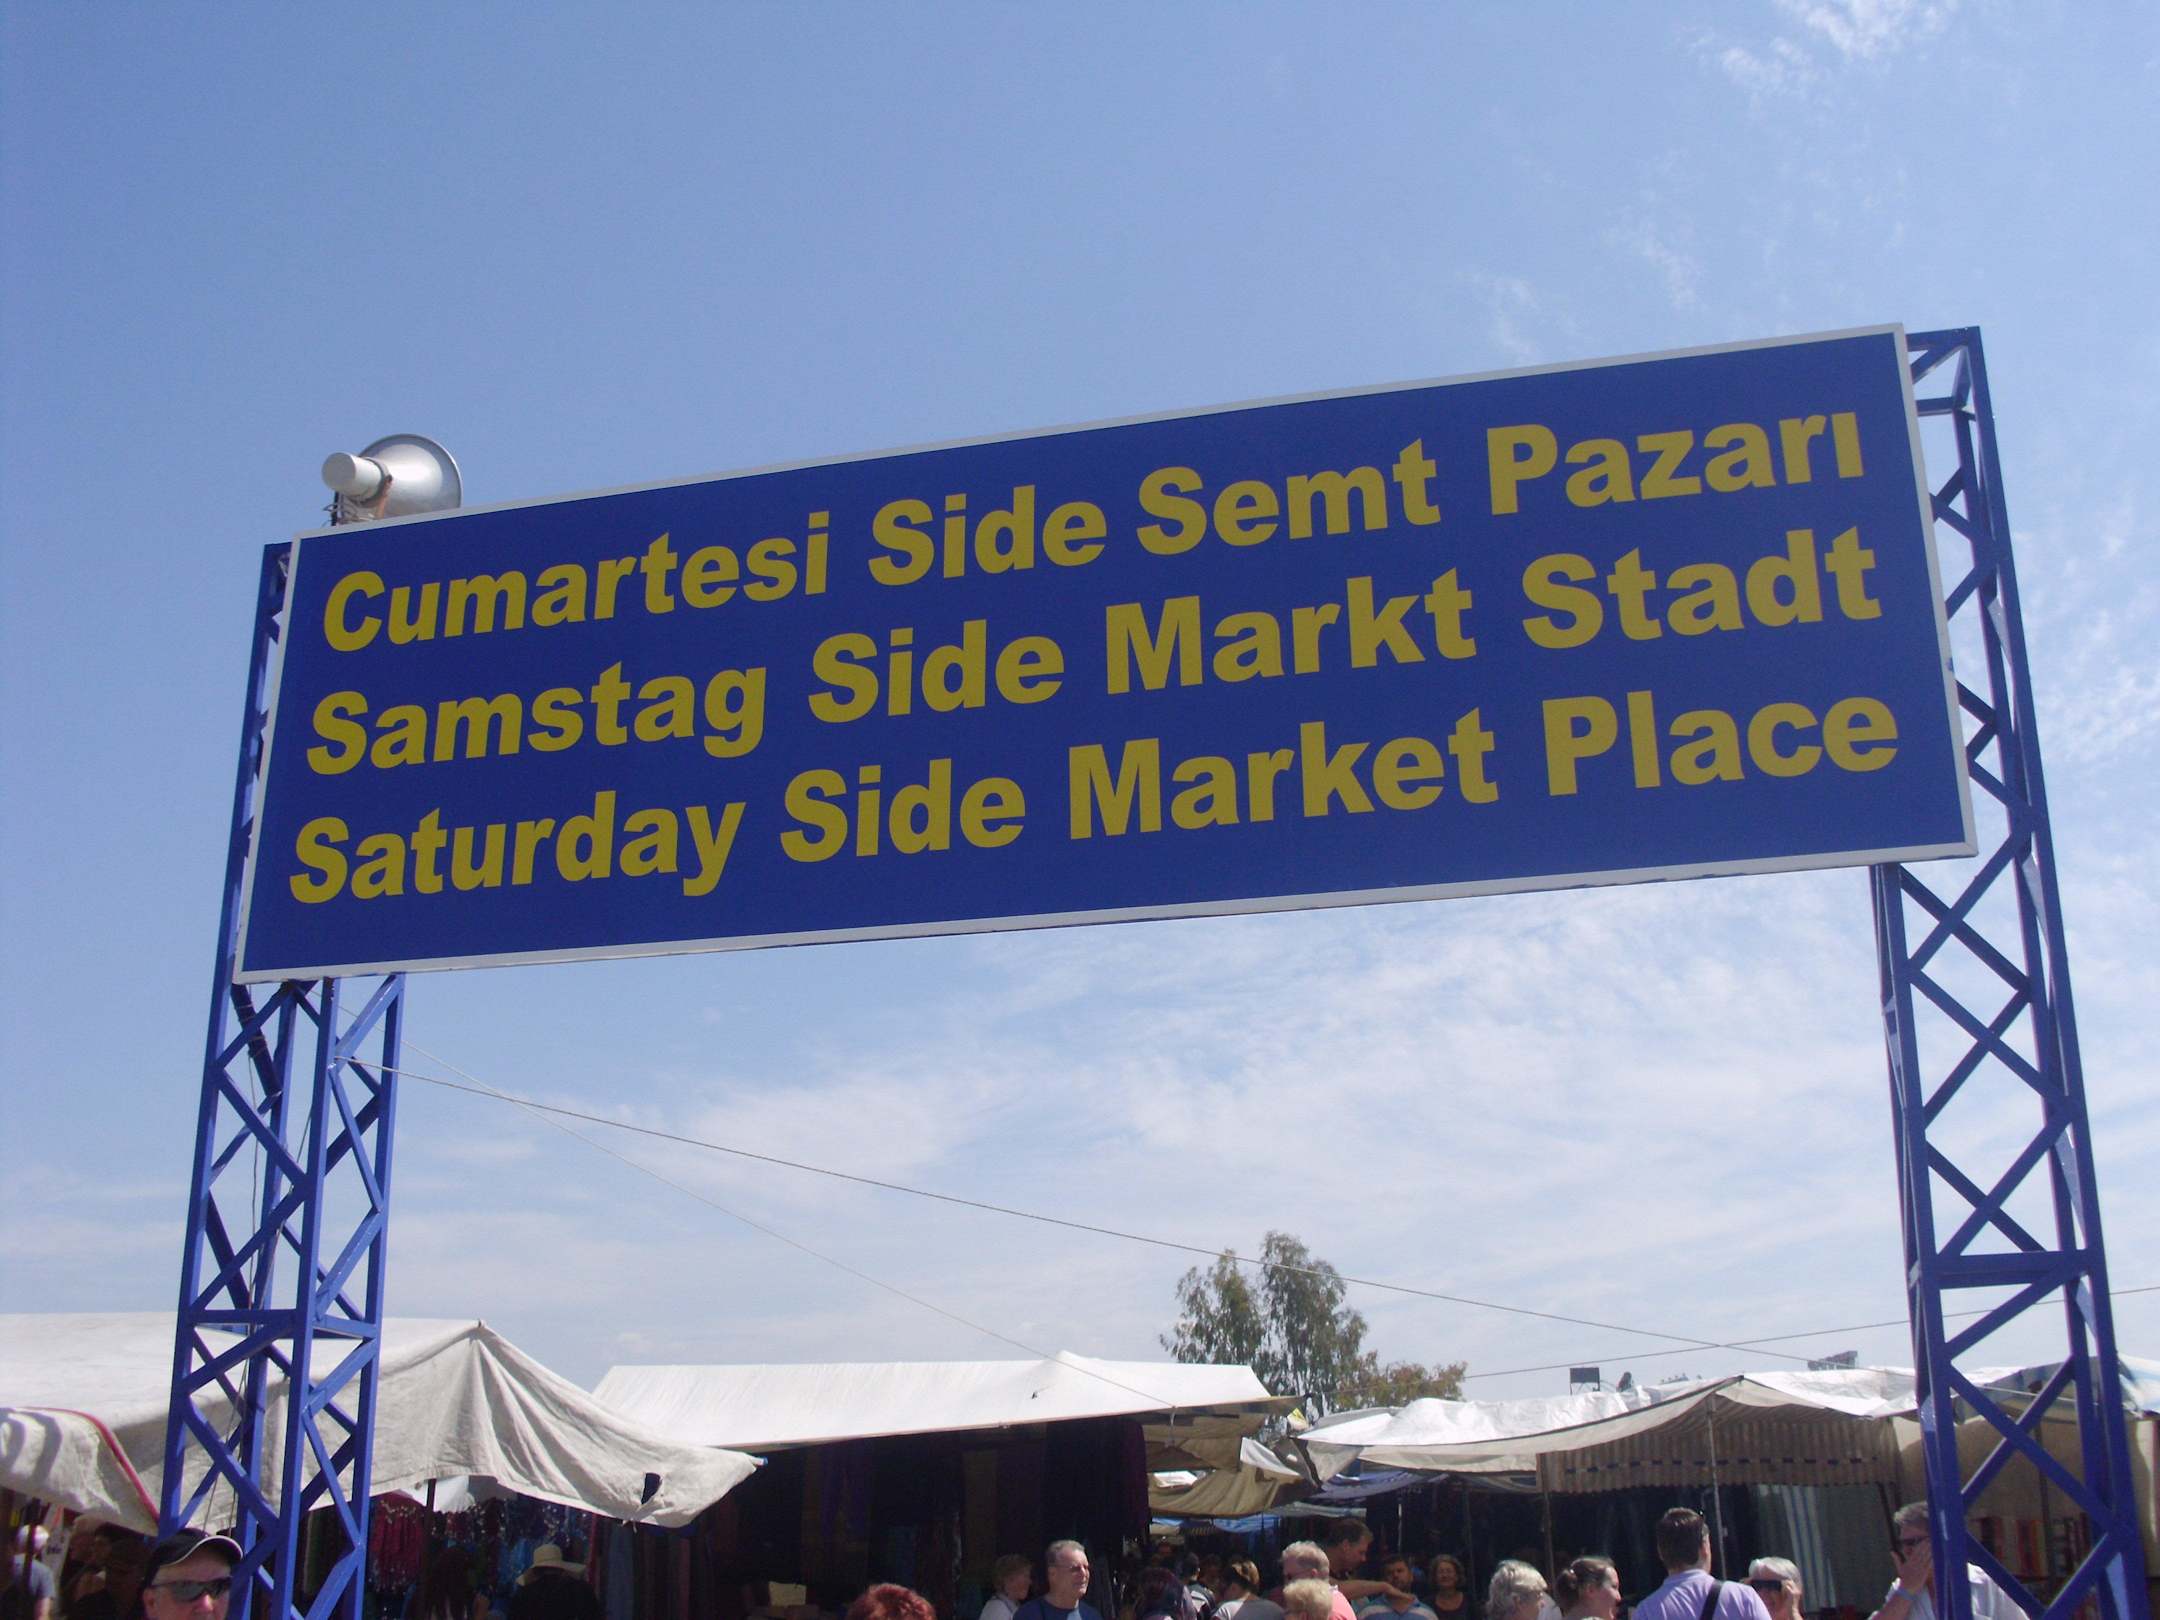 Cumartesi Side Semt Pazarı
Samstag Side Markt Stadt
Saturday Side Market Place